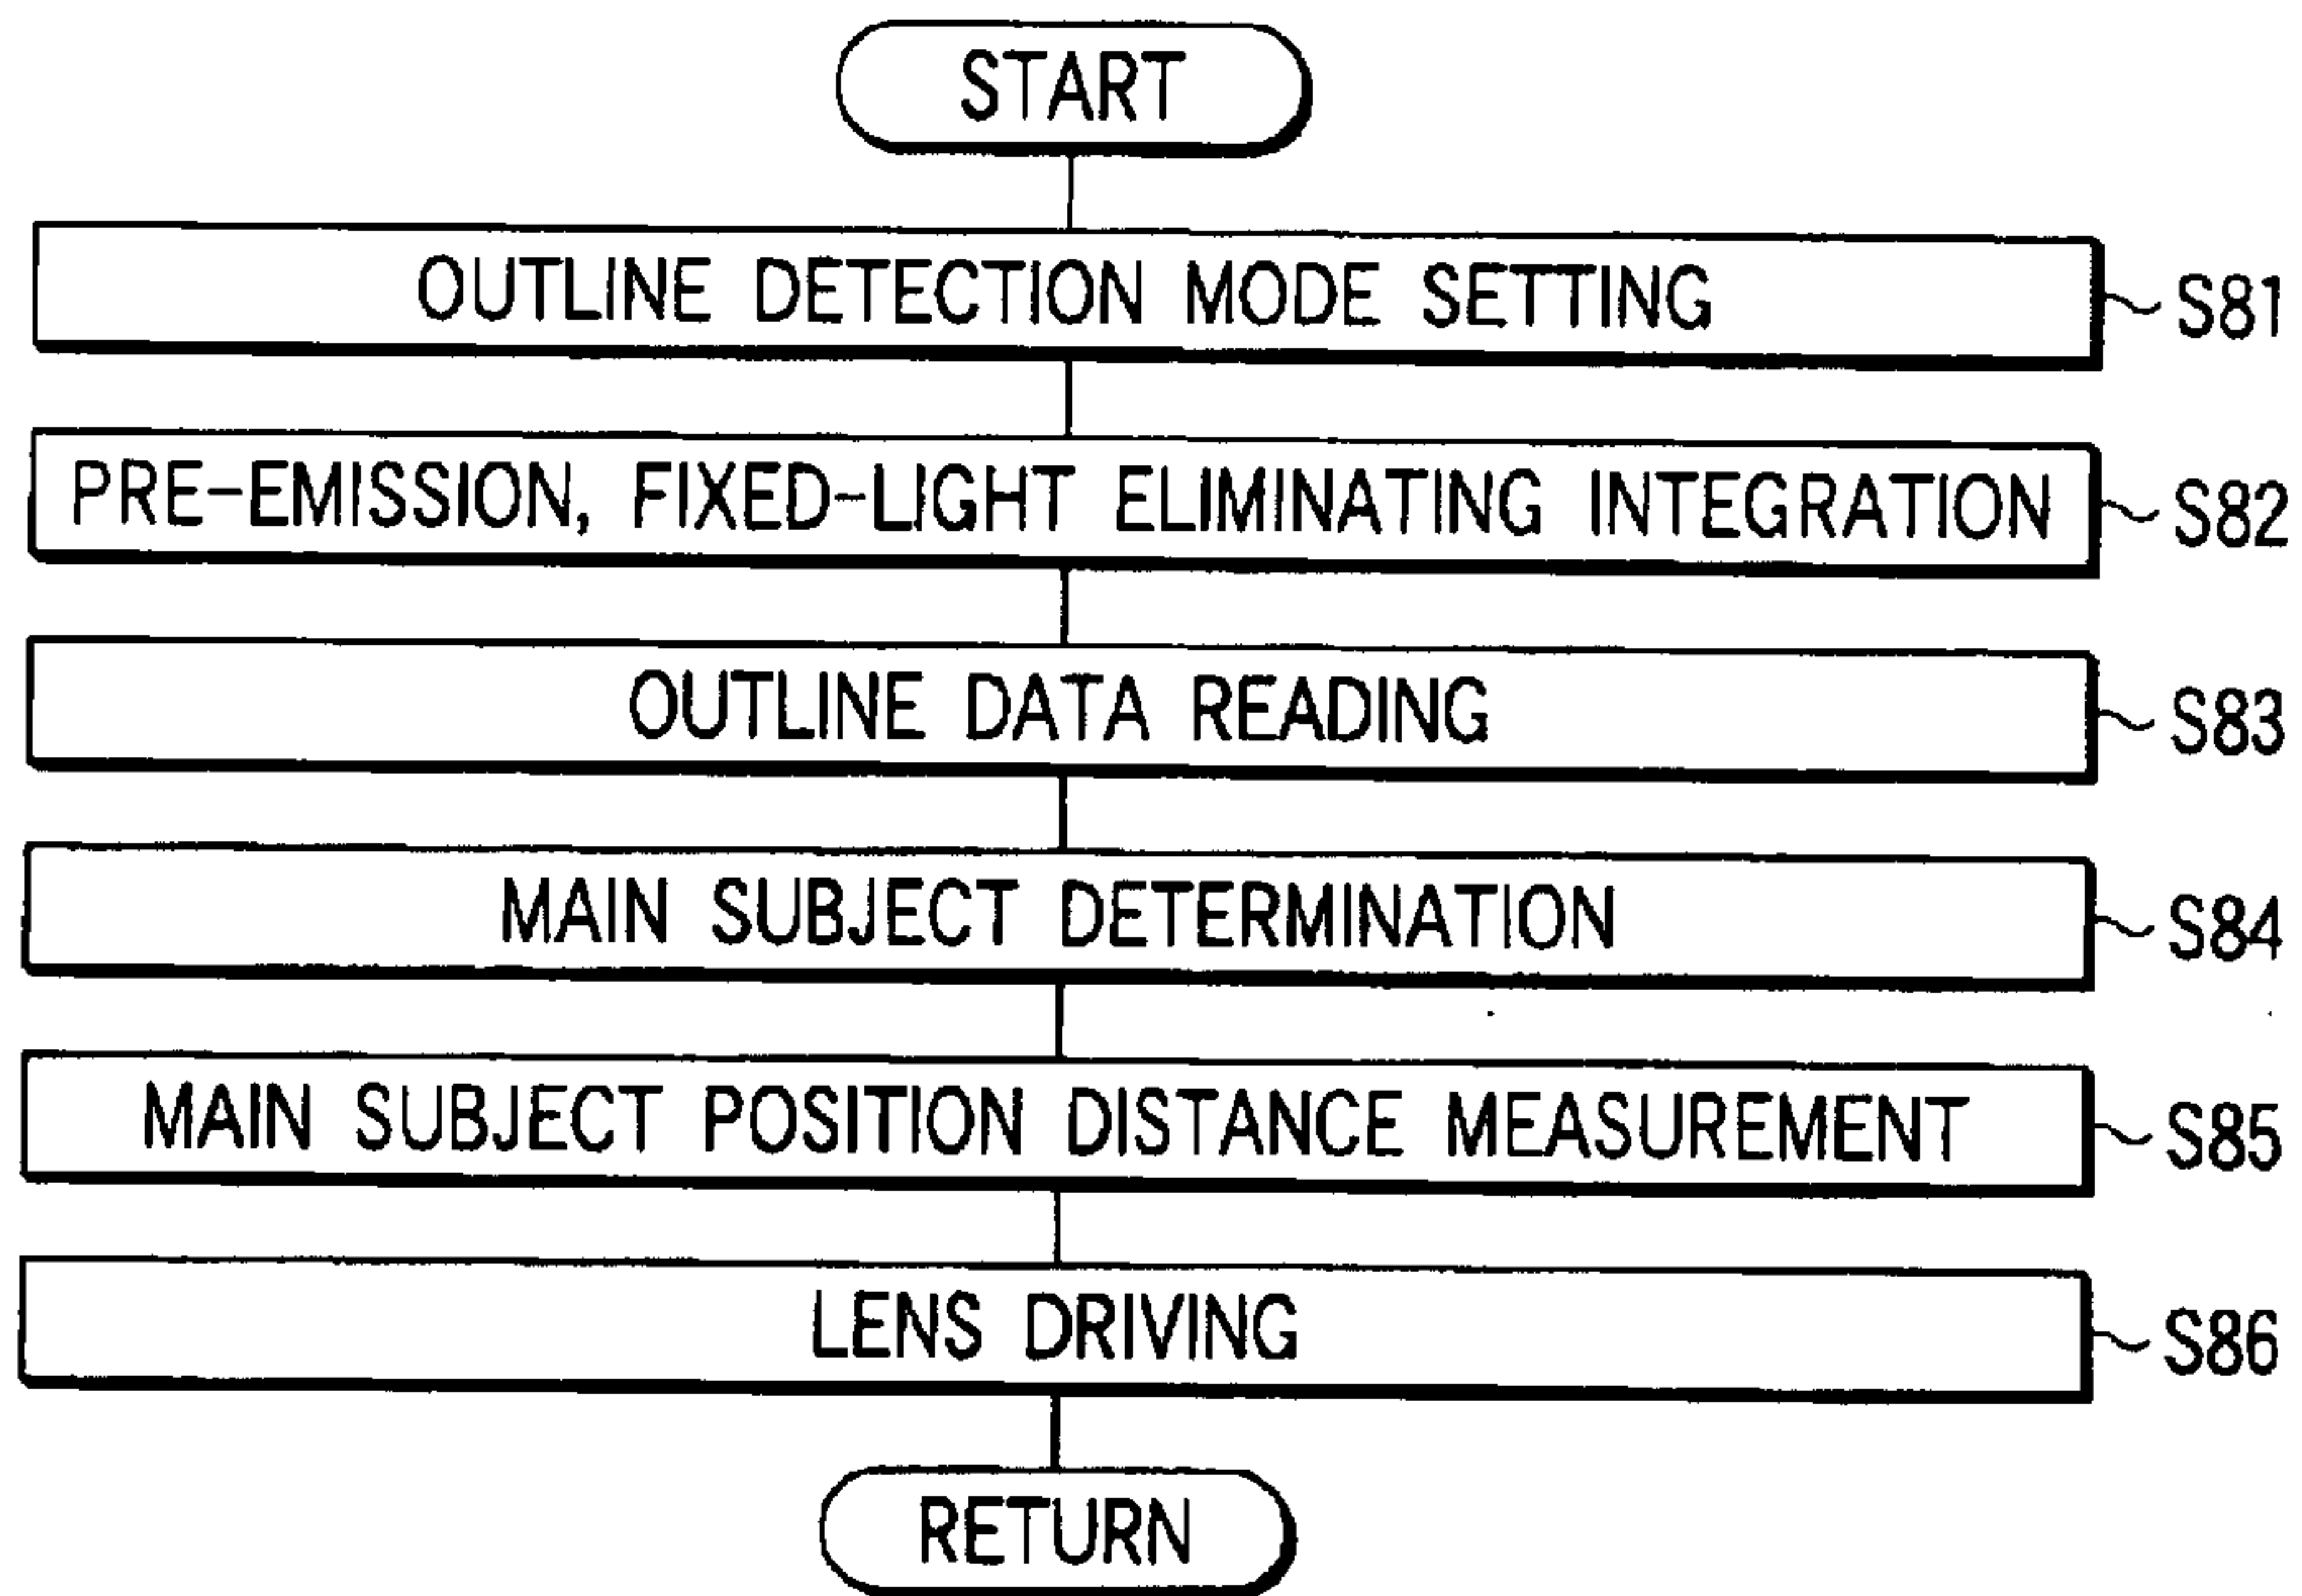 START
OUTLINE DETECTION MODE SETTING S81
PRE-EMISSION, FIXED-LIGHT ELIMINATING INTEGRATION S82
OUTLINE DATA READING S83
MAIN SUBJECT DETERMINATION S84
MAIN SUBJECT POSITION DISTANCE MEASUREMENT S85
LENS DRIVING S86
RETURN